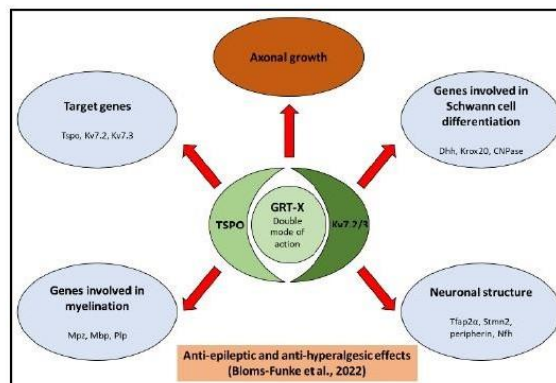 Axonal growth
Target genes
Tspo, Kv7.2, Kv7.3
Genes involved in
Schwann cell
differentiation
Dhh, Krox20, CNPase
TSPO
GRT-X
Double
mode of
action
Kv7.2/3
Genes involved in
myelination
Mpz, Mbp, Plp
Neuronal structure
Tfap2α, Stmn2,
peripherin, Nfh
Anti-epileptic and anti-hyperalgesic effects
(Bloms-Funke et al., 2022)